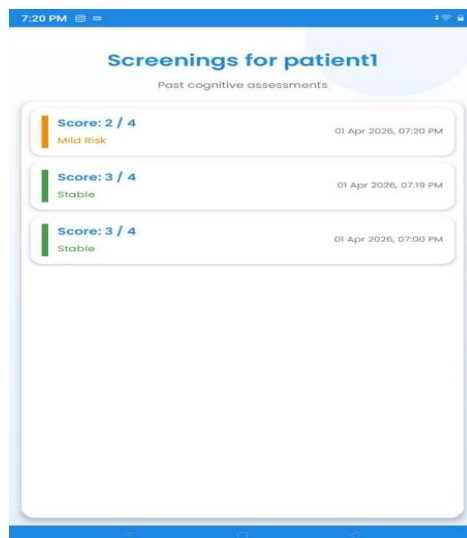 7:20 PM
Screenings for patient1
Past cognitive assessments
Score: 2 / 4
Mild Risk
01 Apr 2026, 07:20 PM
Score: 3 / 4
Stable
01 Apr 2026, 07:19 PM
Score: 3 / 4
Stable
01 Apr 2026, 07:00 PM